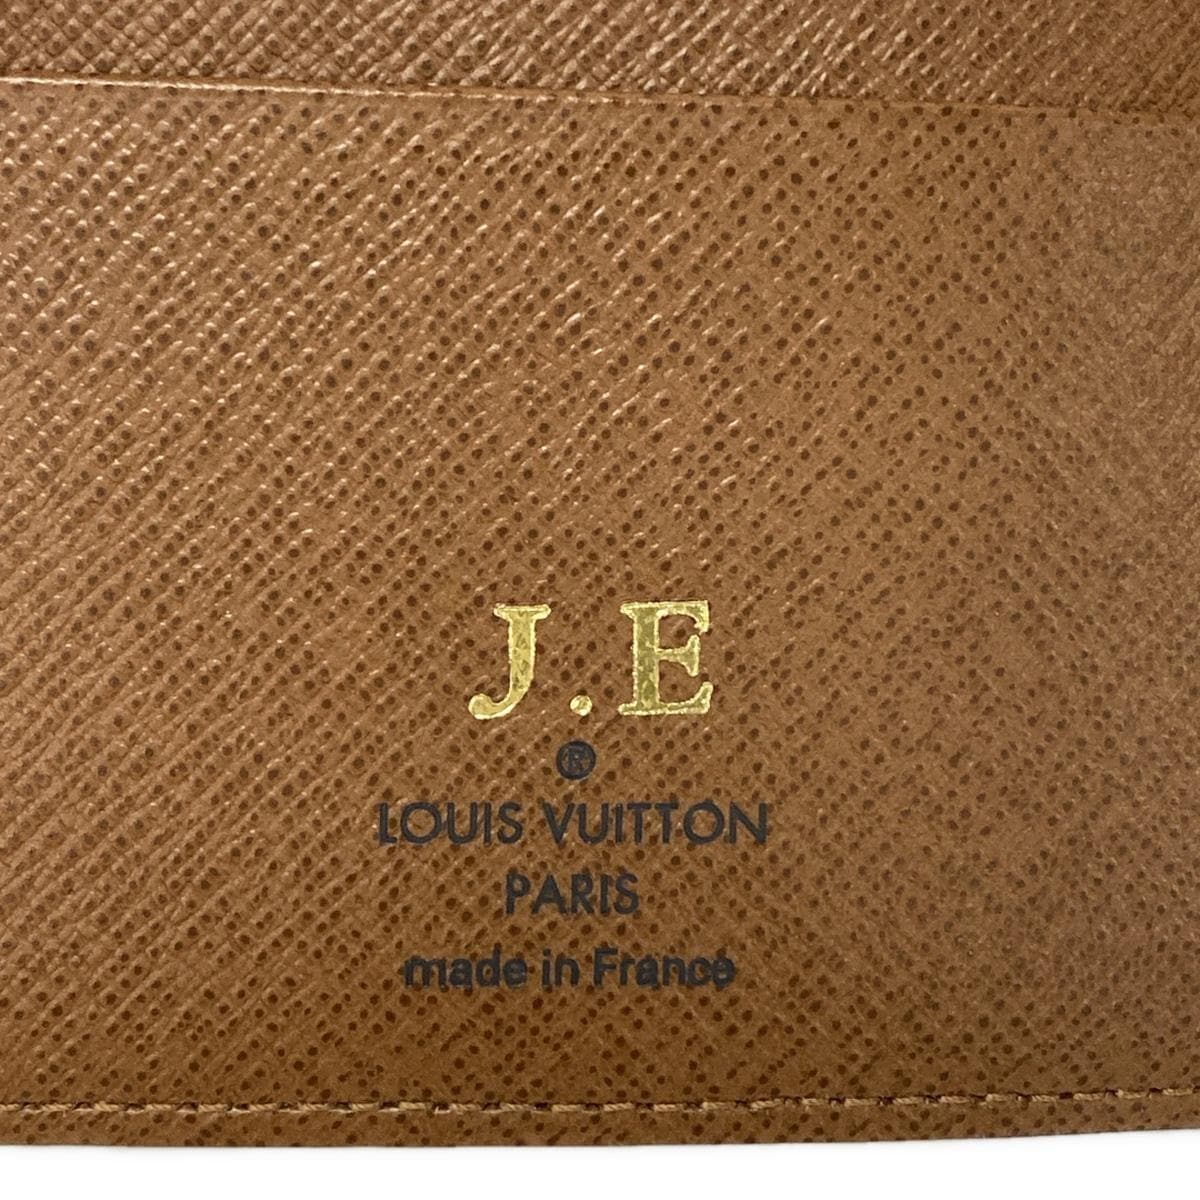 J.E
®
LOUIS VUITTON
PARIS
made in France